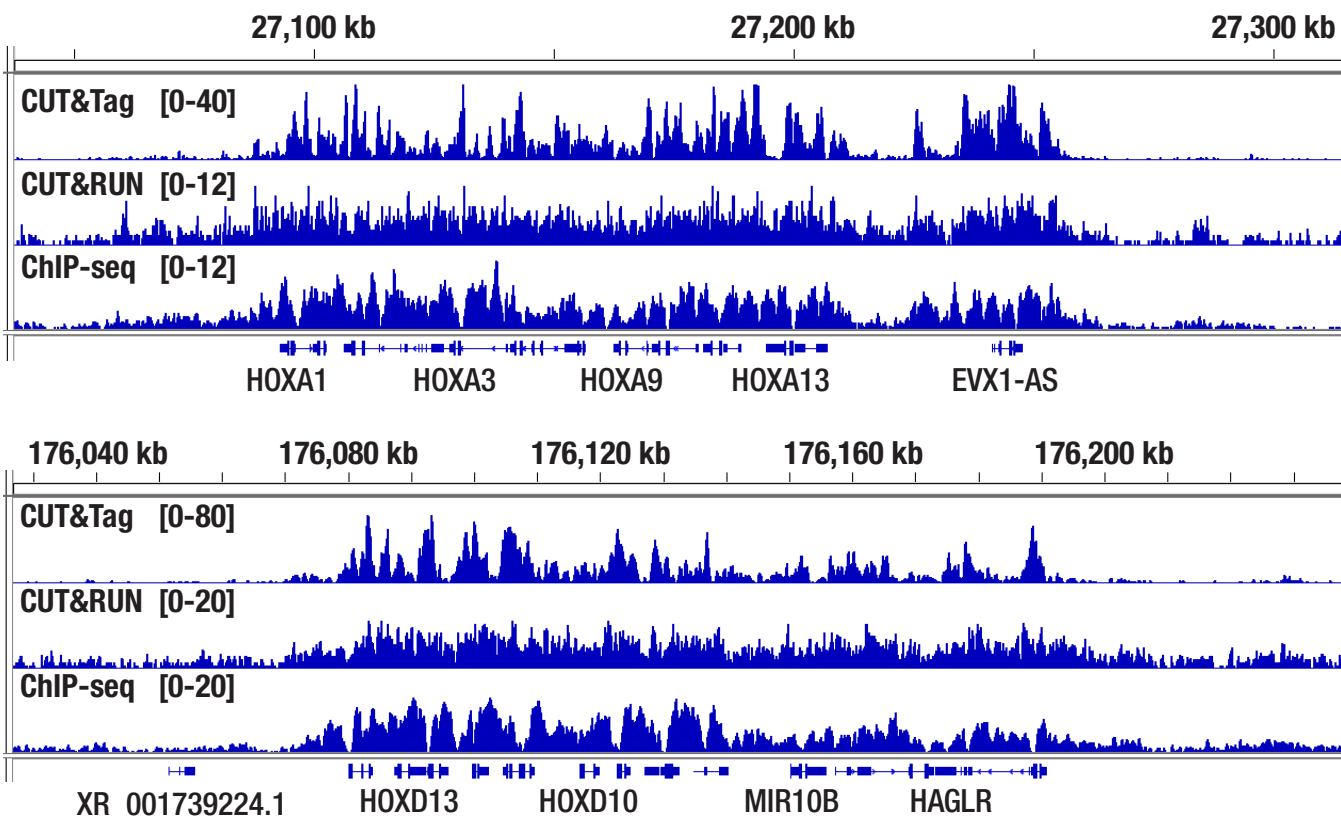 27,100 kb 27,200 kb 27,300 kb
CUT&Tag [0-40]
CUT&RUN [0-12]
ChIP-seq [0-12]
HOXA1 HOXA3 HOXA9 HOXA13 EVX1-AS
176,040 kb 176,080 kb 176,120 kb 176,160 kb 176,200 kb
CUT&Tag [0-80]
CUT&RUN [0-20]
ChIP-seq [0-20]
XR_001739224.1 HOXD13 HOXD10 MIR10B HAGLR